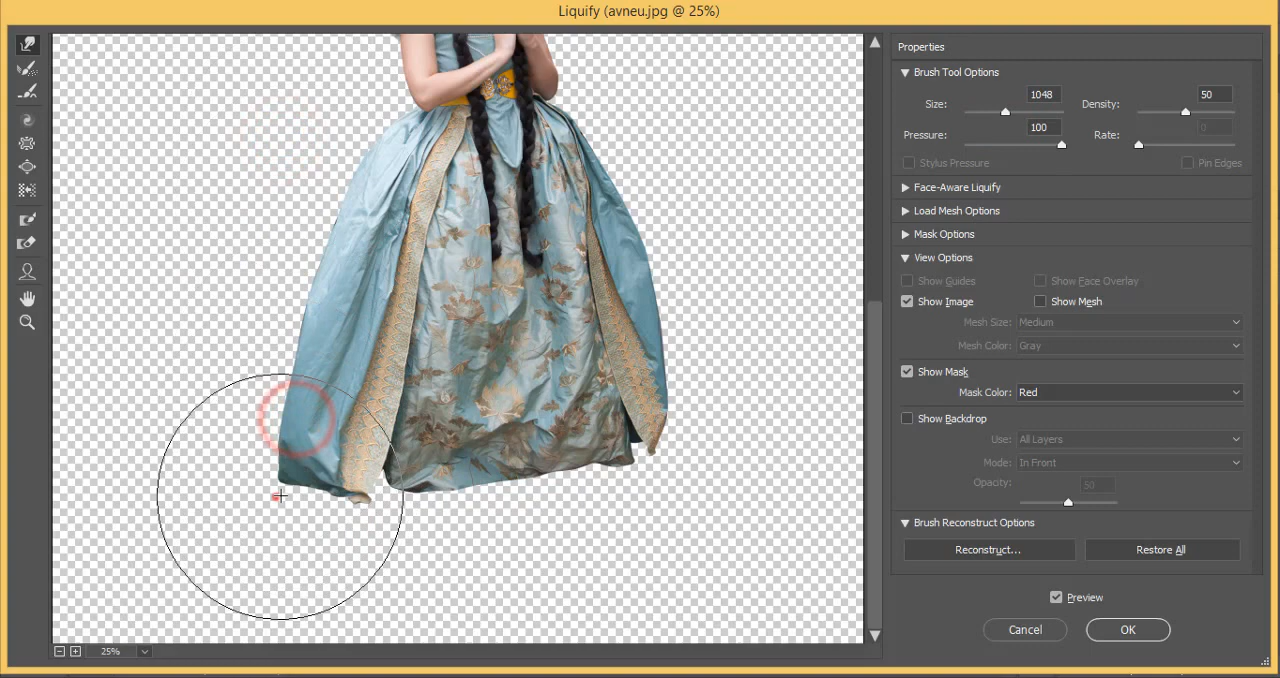 Liquify (avneu.jpg @ 25%)
Properties
Brush Tool Options
Size: 1048 Density: 50
Pressure: 100 Rate: 0
Stylus Pressure Pin Edges
Face-Aware Liquify
Load Mesh Options
Mask Options
View Options
Show Guides Show Face Overlay
Show Image Show Mesh
Mesh Size: Medium
Mesh Color: Gray
Show Mask
Mask Color: Red
Show Backdrop
Use: All Layers
Mode: In Front
Opacity: 50
Brush Reconstruct Options
Reconstruct... Restore All
Preview
Cancel OK
25%